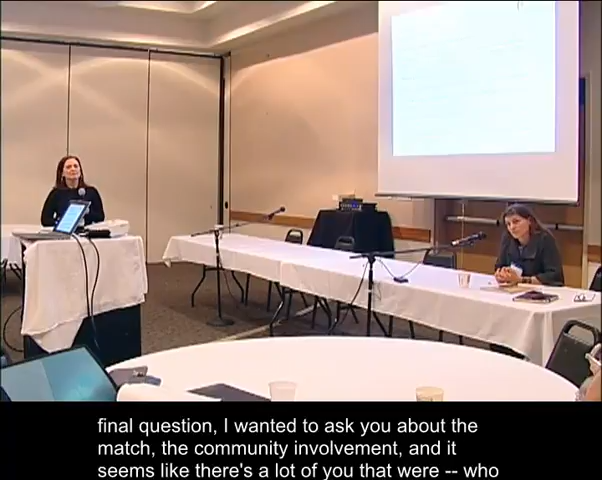 final question, I wanted to ask you about the
match, the community involvement, and it
seems like there's a lot of you that were -- who